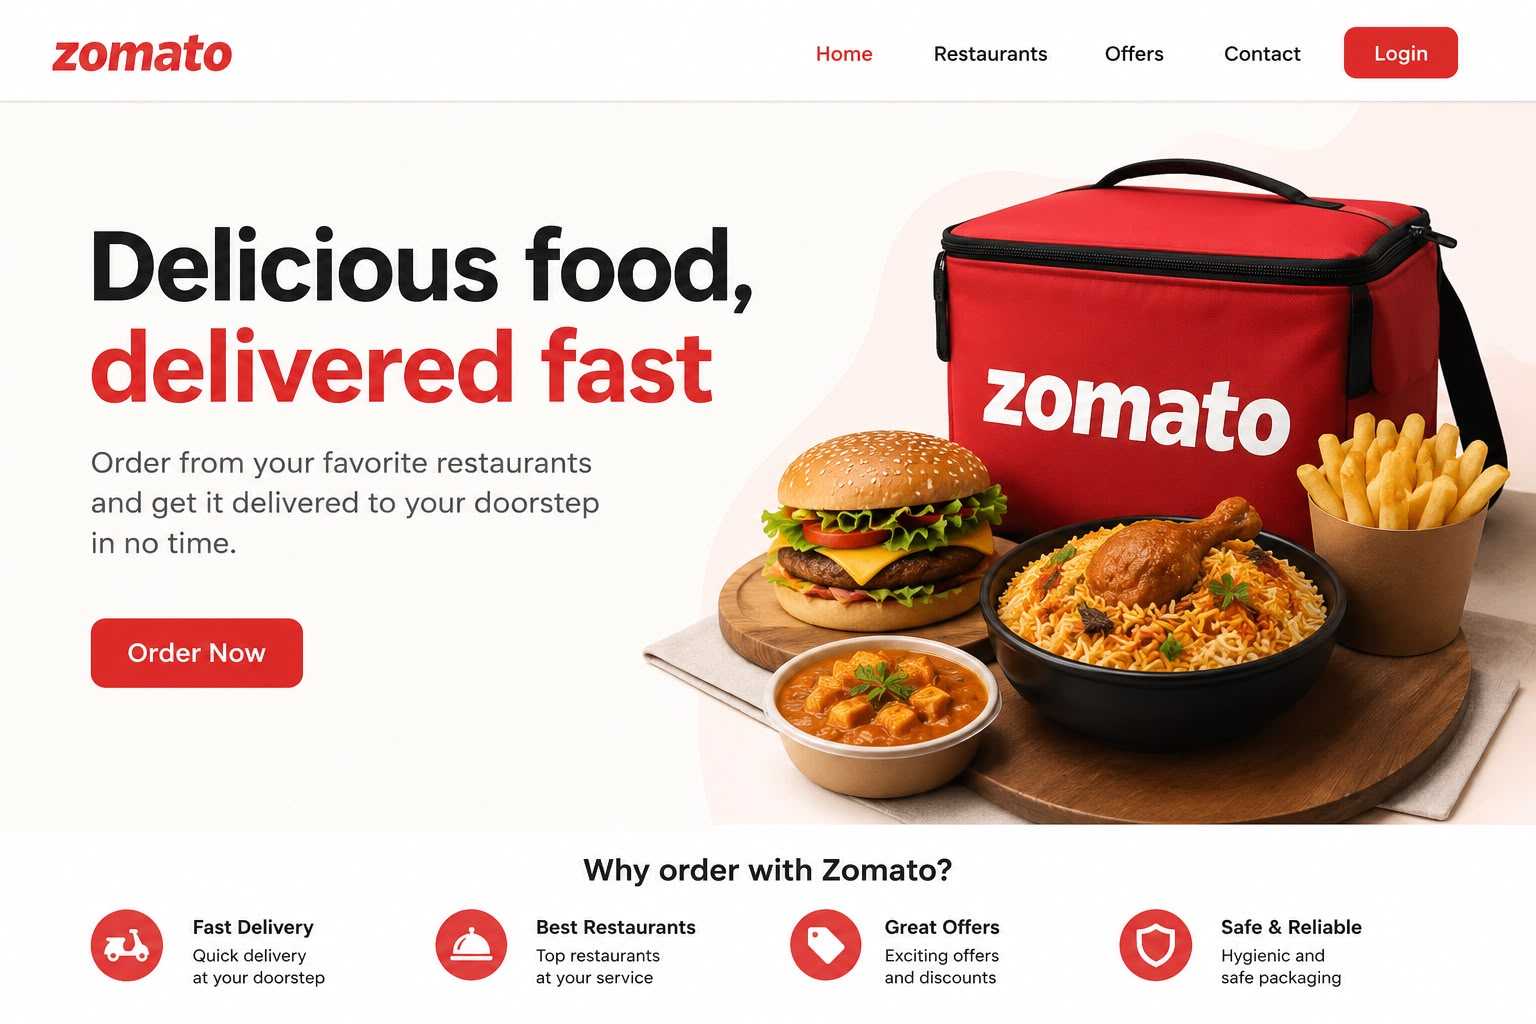 zomato
Home
Restaurants
Offers
Contact
Login
Delicious food,
delivered fast
Order from your favorite restaurants
and get it delivered to your doorstep
in no time.
Order Now
zomato
Why order with Zomato?
Fast Delivery
Quick delivery
at your doorstep
Best Restaurants
Top restaurants
at your service
Great Offers
Exciting offers
and discounts
Safe & Reliable
Hygienic and
safe packaging